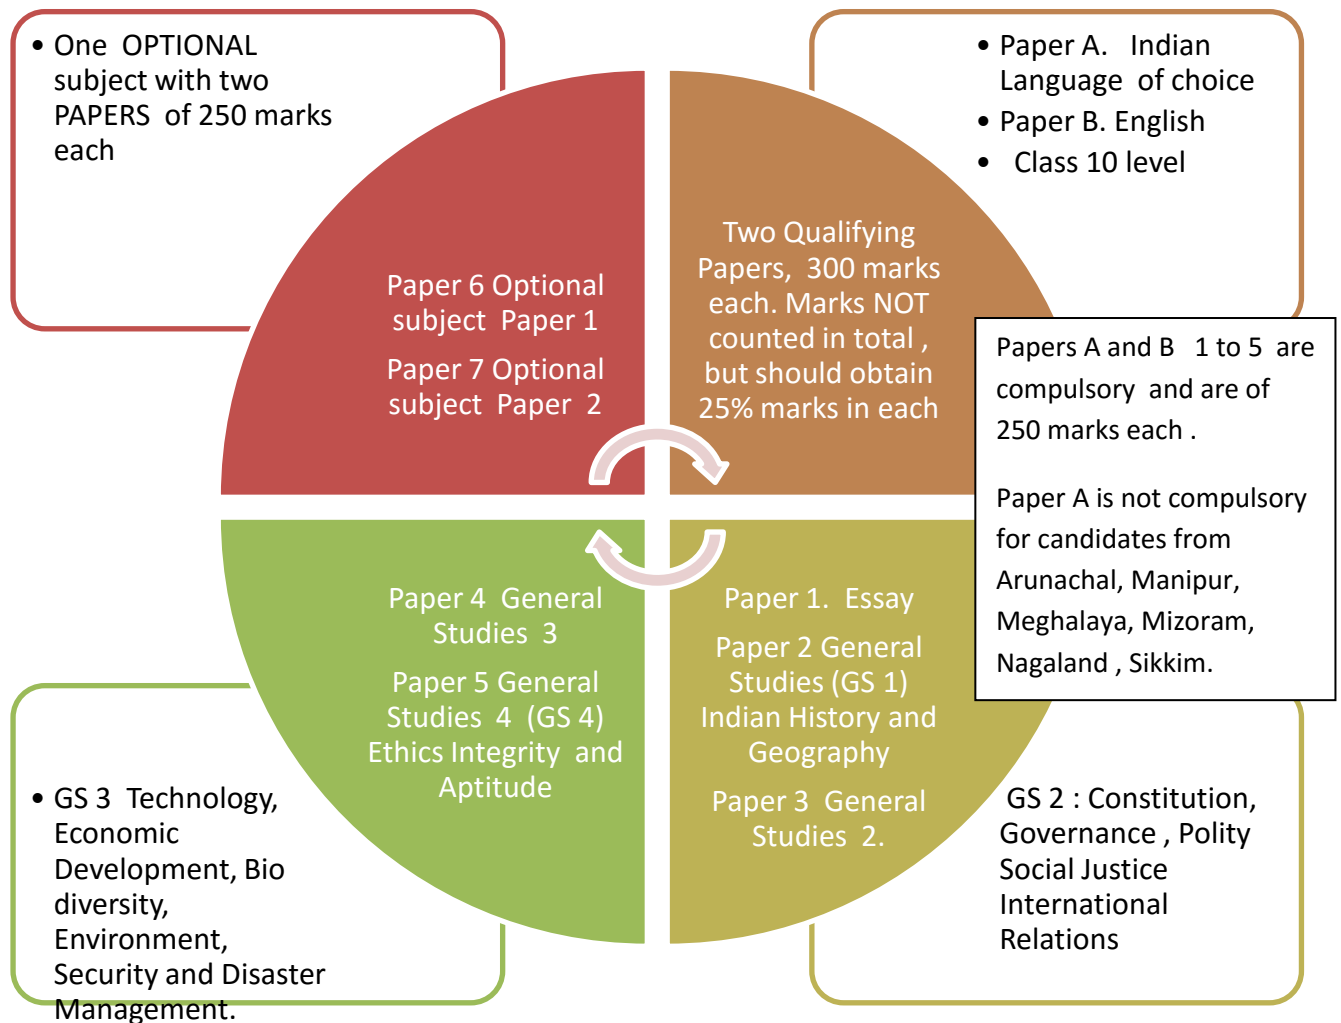 • One OPTIONAL
subject with two
PAPERS of 250 marks
each
• Paper A. Indian
Language of choice
• Paper B. English
• Class 10 level
Paper 6 Optional
subject Paper 1
Paper 7 Optional
subject Paper 2
Two Qualifying
Papers, 300 marks
each. Marks NOT
counted in total ,
but should obtain
25% marks in each
Papers A and B 1 to 5 are
compulsory and are of
250 marks each .
Paper A is not compulsory
for candidates from
Arunachal, Manipur,
Meghalaya, Mizoram,
Nagaland , Sikkim.
Paper 4 General
Studies 3
Paper 5 General
Studies 4 (GS 4)
Ethics Integrity and
Aptitude
Paper 1. Essay
Paper 2 General
Studies (GS 1)
Indian History and
Geography
Paper 3 General
Studies 2.
• GS 3 Technology,
Economic
Development, Bio
diversity,
Environment,
Security and Disaster
Management.
GS 2 : Constitution,
Governance , Polity
Social Justice
International
Relations